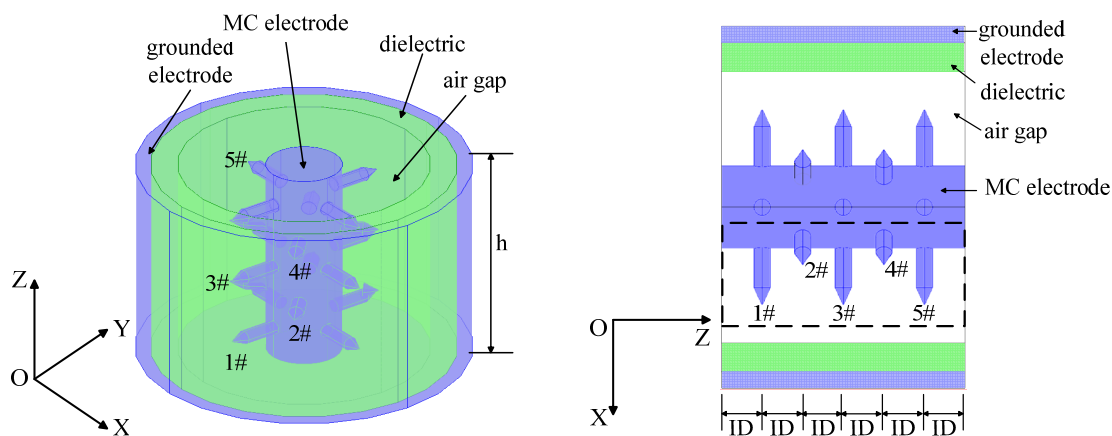 MC electrode
grounded
electrode
dielectric
air gap
5#
h
4#
3#
2#
1#
Z
Y
O
X
grounded
electrode
dielectric
air gap
MC electrode
2#
4#
1#
3#
5#
O
Z
X
ID
ID
ID
ID
ID
ID